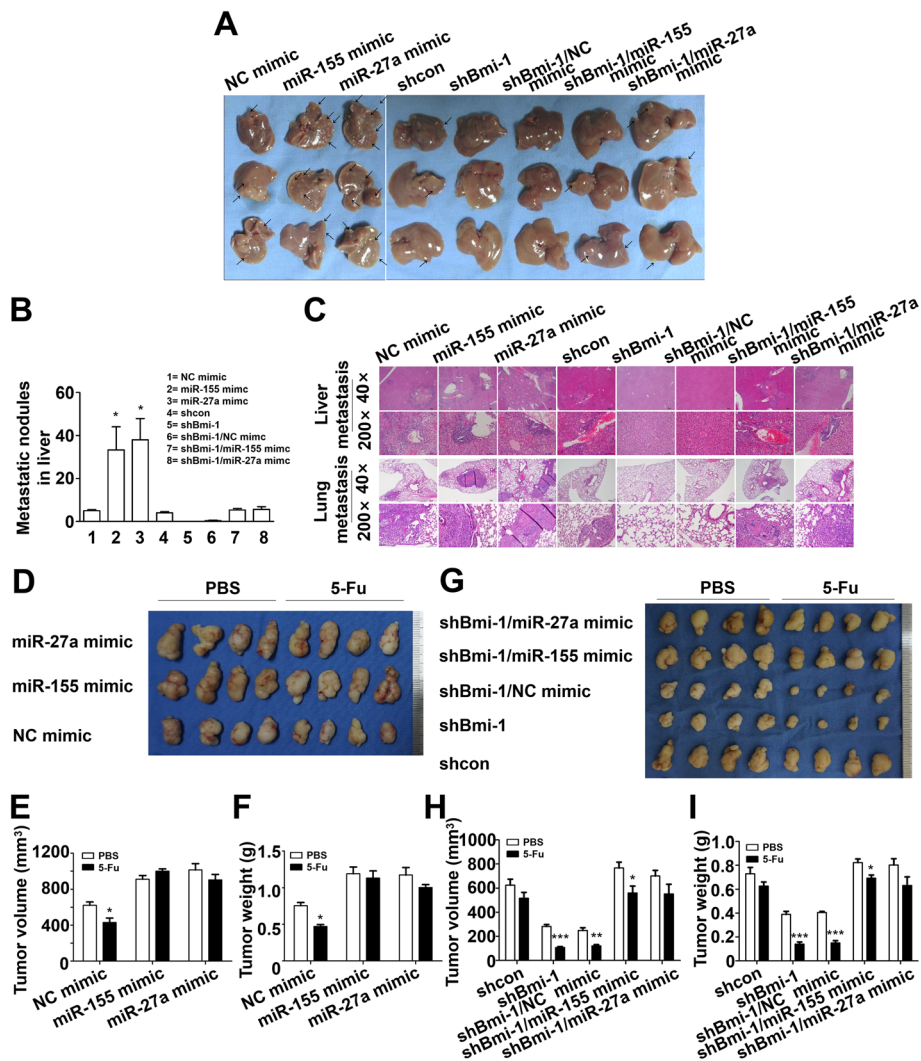 A
NC mimic
miR-155 mimic
miR-27a mimic
shcon
shBmi-1
shBmi-1/NC
mimic
shBmi-1/miR-155
mimic
shBmi-1/miR-27a
mimic
B
Metastatic nodules
in liver
60
40
20
0
*
*
1 2 3 4 5 6 7 8
1= NC mimic
2= miR-155 mimc
3= miR-27a mimc
4= shcon
5= shBmi-1
6= shBmi-1/NC mimc
7= shBmi-1/miR-155 mimc
8= shBmi-1/miR-27a mimc
C
NC mimic
miR-155 mimic
miR-27a mimic
shcon
shBmi-1
shBmi-1/NC
mimic
shBmi-1/miR-155
mimic
shBmi-1/miR-27a
mimic
Liver
metastasis
200× 40×
Lung
metastasis
200× 40×
D
PBS 5-Fu
miR-27a mimic
miR-155 mimic
NC mimic
G
PBS 5-Fu
shBmi-1/miR-27a mimic
shBmi-1/miR-155 mimic
shBmi-1/NC mimic
shBmi-1
shcon
E
Tumor volume (mm³)
1200
900
600
300
0
PBS
5-Fu
*
NC mimic
miR-155 mimic
miR-27a mimic
F
Tumor weight (g)
1.5
1.0
0.5
0.0
PBS
5-Fu
*
NC mimic
miR-155 mimic
miR-27a mimic
H
Tumor volume (mm³)
1000
800
600
400
200
0
PBS
5-Fu
***
**
*
shcon
shBmi-1
shBmi-1/NC mimic
shBmi-1/miR-155 mimic
shBmi-1/miR-27a mimic
I
Tumor weight (g)
1.2
0.9
0.6
0.4
0.0
PBS
5-Fu
***
***
*
shcon
shBmi-1
shBmi-1/NC mimic
shBmi-1/miR-155 mimic
shBmi-1/miR-27a mimic